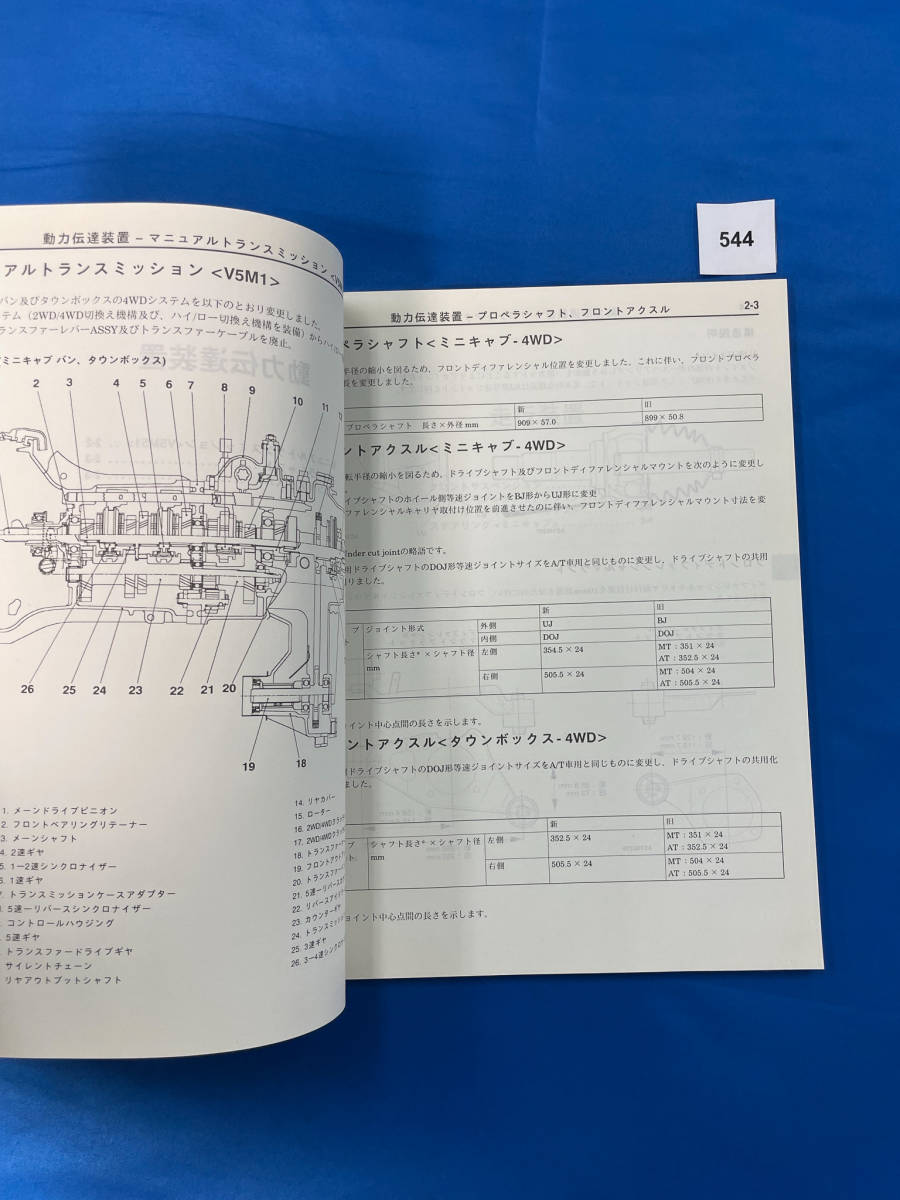 544
動力伝達装置 – マニュアルトランスミッション
アルトランスミッション <V5M1>
バン及びタウンボックスの4WDシステムを以下のとおり変更しました。
テム（2WD/4WD切換え機構及び、ハイ/ロー切換え機構を装備）から
ランスファーレバーASSY及びトランスファーケーブルを廃止。
ミニキャブ バン、タウンボックス)
2 3 4 5 6 7 8 9 10 11 12
26 25 24 23 22 21 20
19 18
1. メーンドライブピニオン
2. フロントベアリングリテーナー
3. メーンシャフト
4. 2速ギヤ
5. 1ー2速シンクロナイザー
6. 1速ギヤ
トランスミッションケースアダプター
5速ーリバースシンクロナイザー
コントロールハウジング
5速ギヤ
トランスファードライブギヤ
サイレントチェーン
リヤアウトプットシャフト
14. リヤカバー
15. ローター
16. 2WD/4WDクラッ
17. 2WD/4WDクラッ
18. トランスファー
19. フロントアウト
20. トランスファー
21. 5速ーリバース
22. リバースアイド
23. カウンターギヤ
24. トランスミッシ
25. 3速ギヤ
26. 3ー4速シンクロ
動力伝達装置 – プロペラシャフト、フロントアクスル
2-3
ペラシャフト<ミニキャブ- 4WD>
半径の縮小を図るため、フロントディファレンシャル位置を変更しました。これに伴い、フロントプロペラ
長を変更しました。
新 旧
プロペラシャフト 長さ × 外径 mm 909 × 57.0 899 × 50.8
ントアクスル<ミニキャブ- 4WD>
転半径の縮小を図るため、ドライブシャフト及びフロントディファレンシャルマウントを次のように変更し
イブシャフトのホイール側等速ジョイントをBJ形からUJ形に変更
ファレンシャルキャリヤ取付け位置を前進させたのに伴い、フロントディファレンシャルマウント寸法を変
Under cut jointの略語です。
用ドライブシャフトのDOJ形等速ジョイントサイズをA/T車用と同じものに変更し、ドライブシャフトの共用
りました。
新 旧
ブ ジョイント形式 外側 UJ BJ
ト 内側 DOJ DOJ
シャフト長さ* × シャフト径 mm 左側 354.5 × 24 MT : 351 × 24
AT : 352.5 × 24
右側 505.5 × 24 MT : 504 × 24
AT : 505.5 × 24
ョイント中心点間の長さを示します。
ントアクスル<タウンボックス- 4WD>
用ドライブシャフトのDOJ形等速ジョイントサイズをA/T車用と同じものに変更し、ドライブシャフトの共用化
ました。
新 旧
ブ シャフト長さ* × シャフト径 左側 352.5 × 24 MT : 351 × 24
ト mm AT : 352.5 × 24
右側 505.5 × 24 MT : 504 × 24
AT : 505.5 × 24
ョイント中心点間の長さを示します。